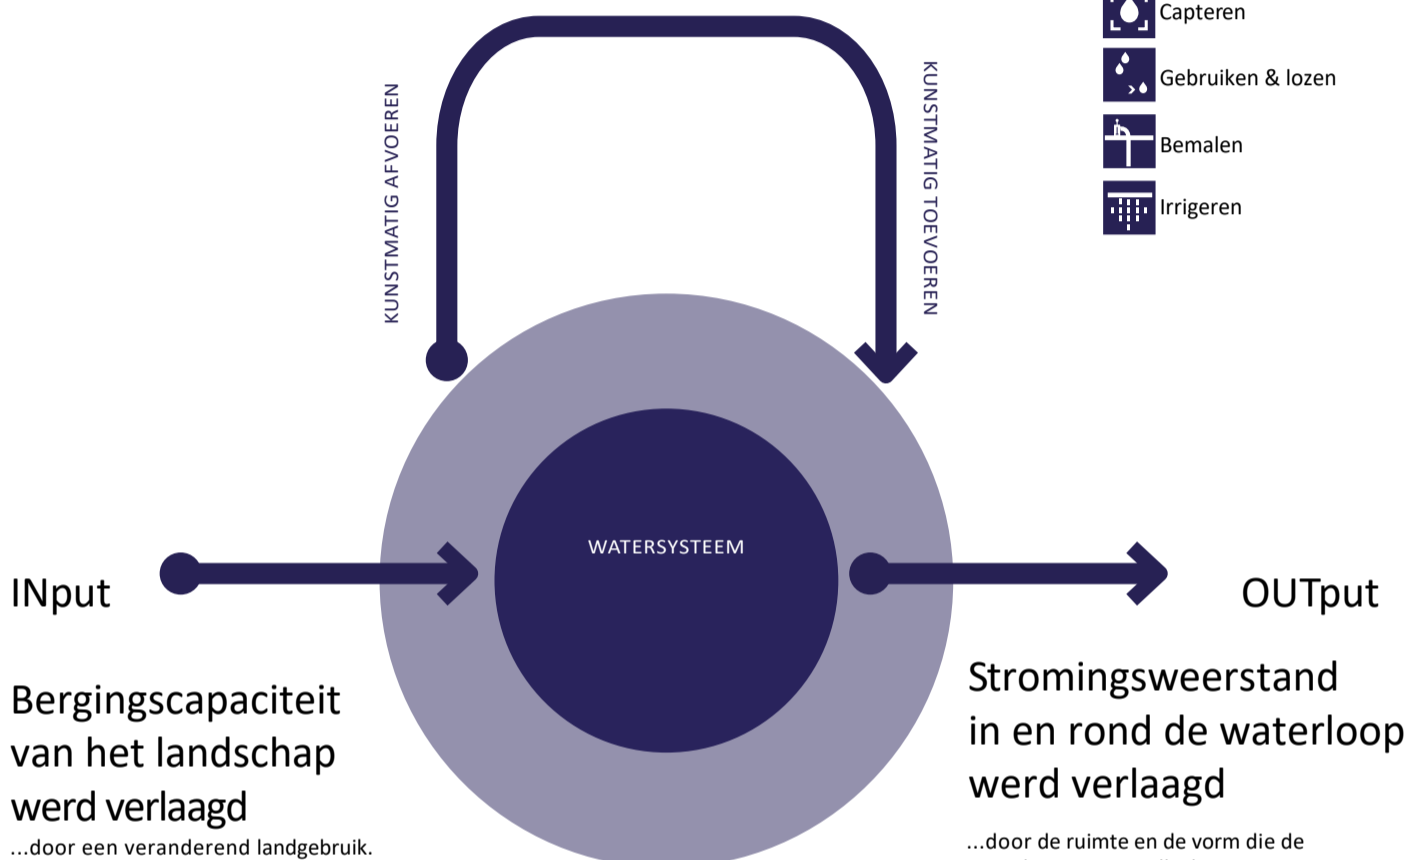 Capteren
Gebruiken & lozen
Bemalen
Irrigeren
KUNSTMATIG AFVOEREN
KUNSTMATIG TOEVOEREN
WATERSYSTEEM
INput
OUTput
Bergingscapaciteit
van het landschap
werd verlaagd
...door een veranderend landgebruik.
Stromingsweerstand
in en rond de waterloop
werd verlaagd
...door de ruimte en de vorm die de